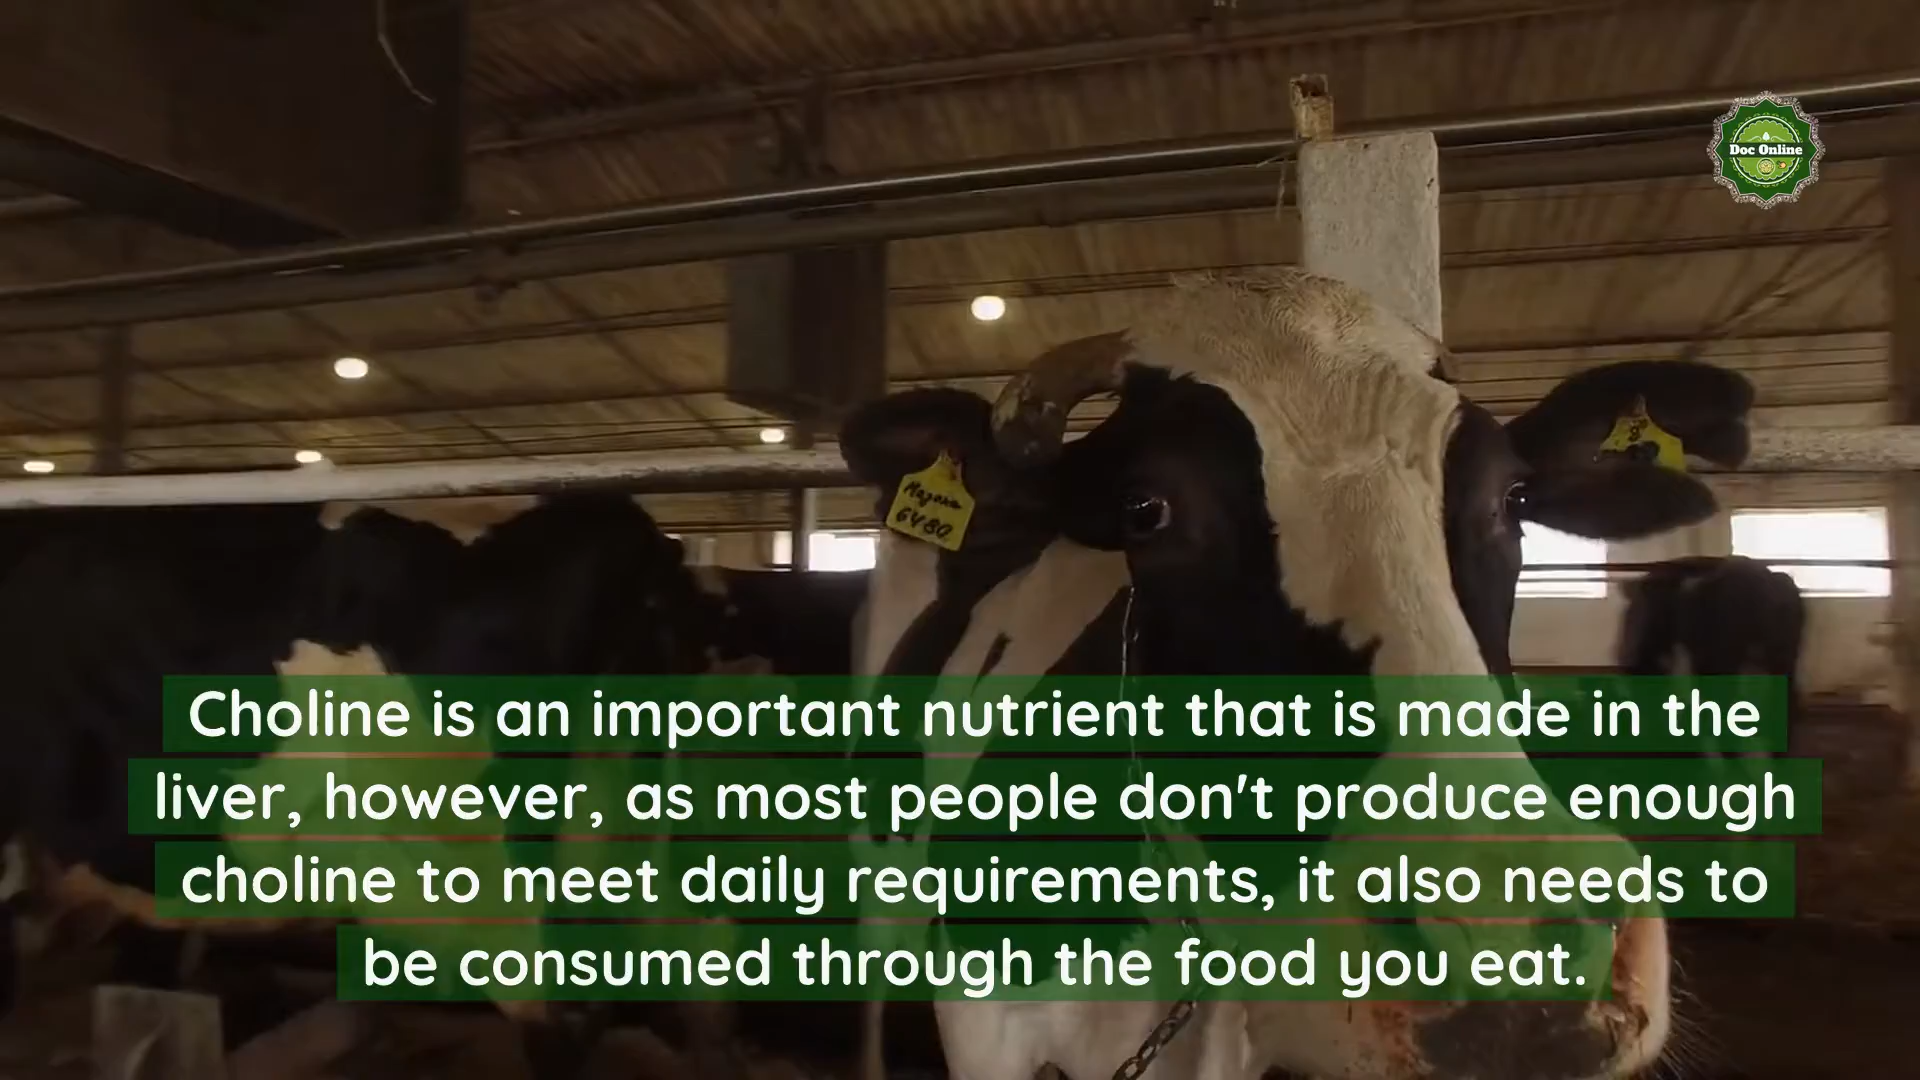 Doc Online
6480
Choline is an important nutrient that is made in the
liver, however, as most people don't produce enough
choline to meet daily requirements, it also needs to
be consumed through the food you eat.